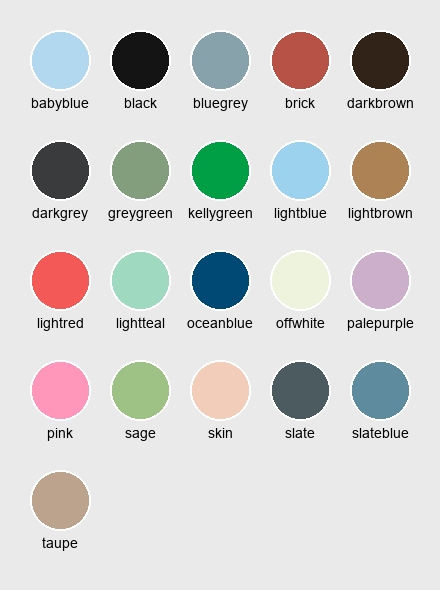 babyblue black bluegrey brick darkbrown
darkgrey greygreen kellygreen lightblue lightbrown
lightred lightteal oceanblue offwhite palepurple
pink sage skin slate slateblue
taupe